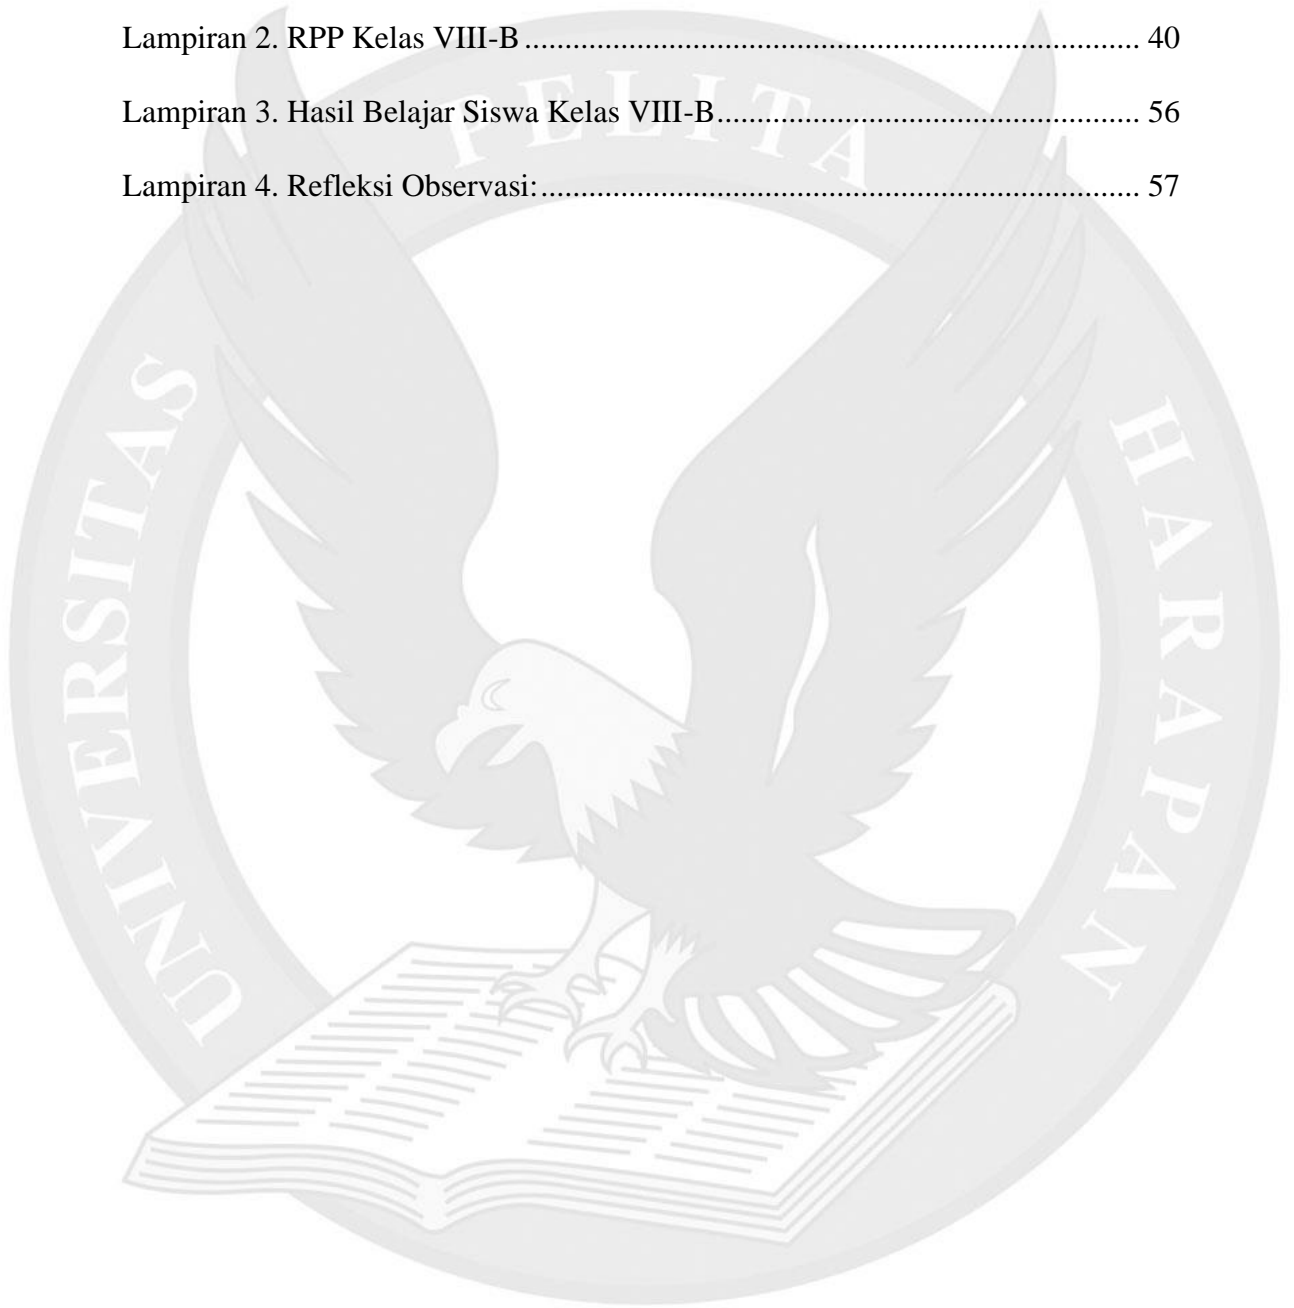 Lampiran 2. RPP Kelas VIII-B ............................................................................. 40
Lampiran 3. Hasil Belajar Siswa Kelas VIII-B..................................................... 56
Lampiran 4. Refleksi Observasi:........................................................................... 57
UNIVERSITAS PELITA HARAPAN